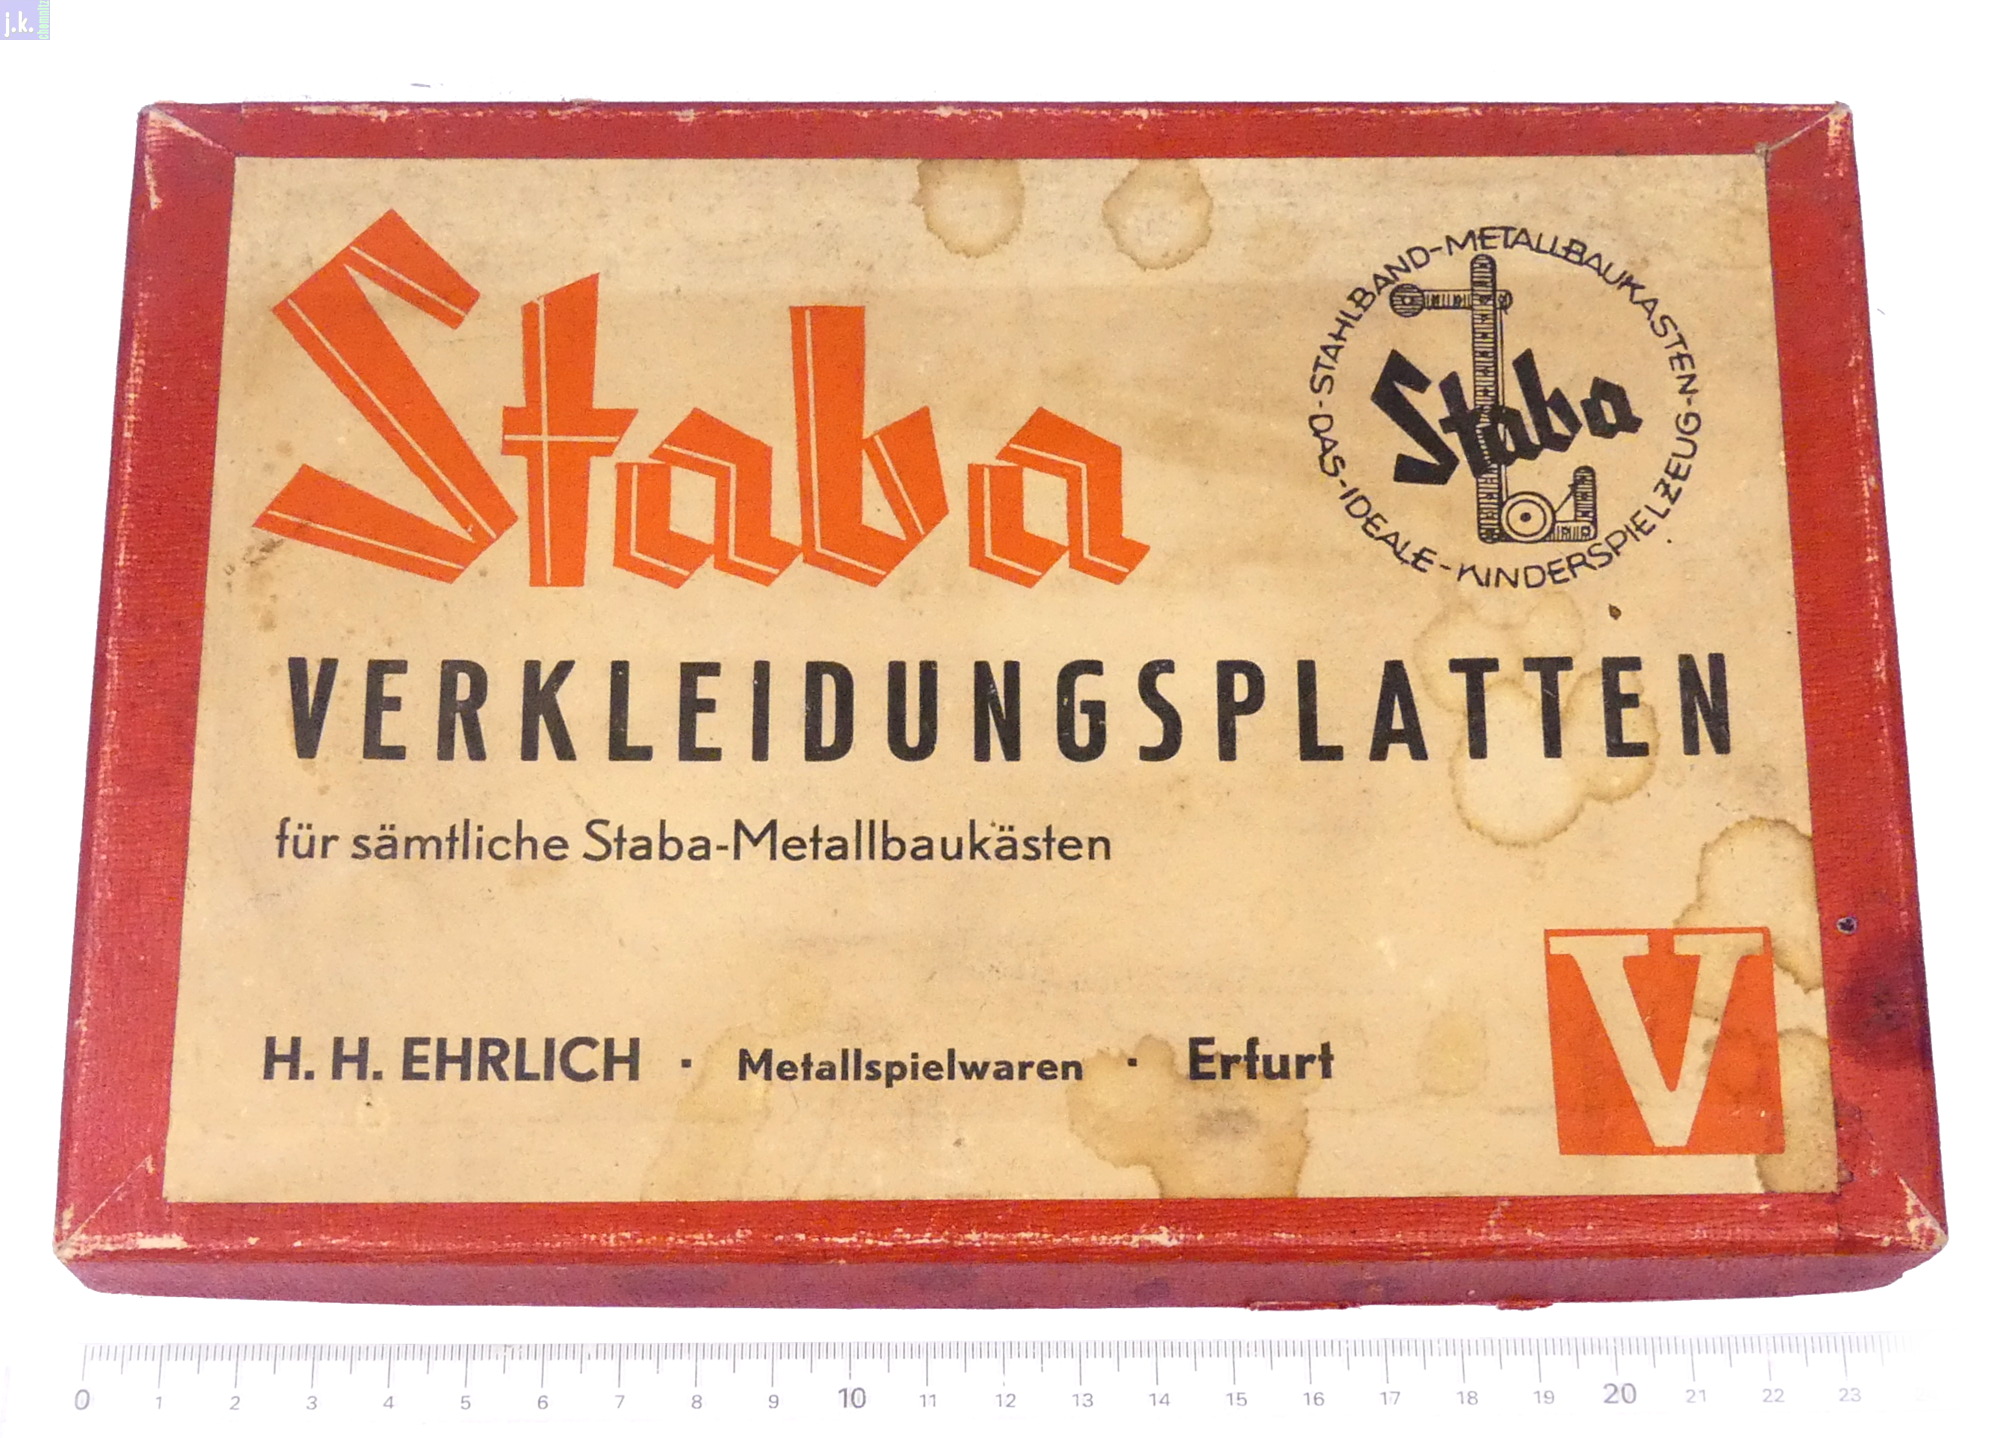 j.k.
chemnitz
Staba
STAHLBAND-METALLBAUKASTEN-
DAS-IDEALE-KINDERSPIELZEUG-
Staba
VERKLEIDUNGSPLATTEN
für sämtliche Staba-Metallbaukästen
V
H. H. EHRLICH · Metallspielwaren · Erfurt
0 1 2 3 4 5 6 7 8 9 10 11 12 13 14 15 16 17 18 19 20 21 22 23